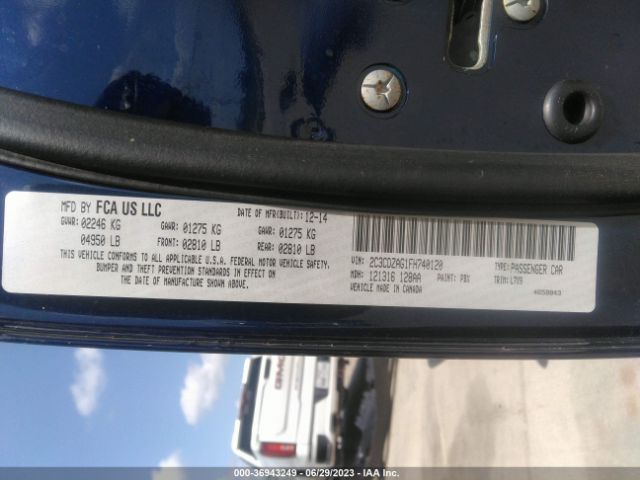 MFD BY FCA US LLC
DATE OF MFR(BUILT): 12-14
GVWR: 02246 KG GAWR: 01275 KG GAWR: 01275 KG
04950 LB FRONT: 02810 LB REAR: 02810 LB
THIS VEHICLE CONFORMS TO ALL APPLICABLE U.S.A. FEDERAL MOTOR VEHICLE SAFETY,
BUMPER AND THEFT PREVENTION STANDARDS IN EFFECT ON
THE DATE OF MANUFACTURE SHOWN ABOVE.
VIN: 2C3CDZAG1FH740120 TYPE: PASSENGER CAR
MDH: 121316 128AA PAINT: PBX TRIM: L7X9
VEHICLE MADE IN CANADA
GMC
000-36943249 - 06/29/2023 - IAA Inc.